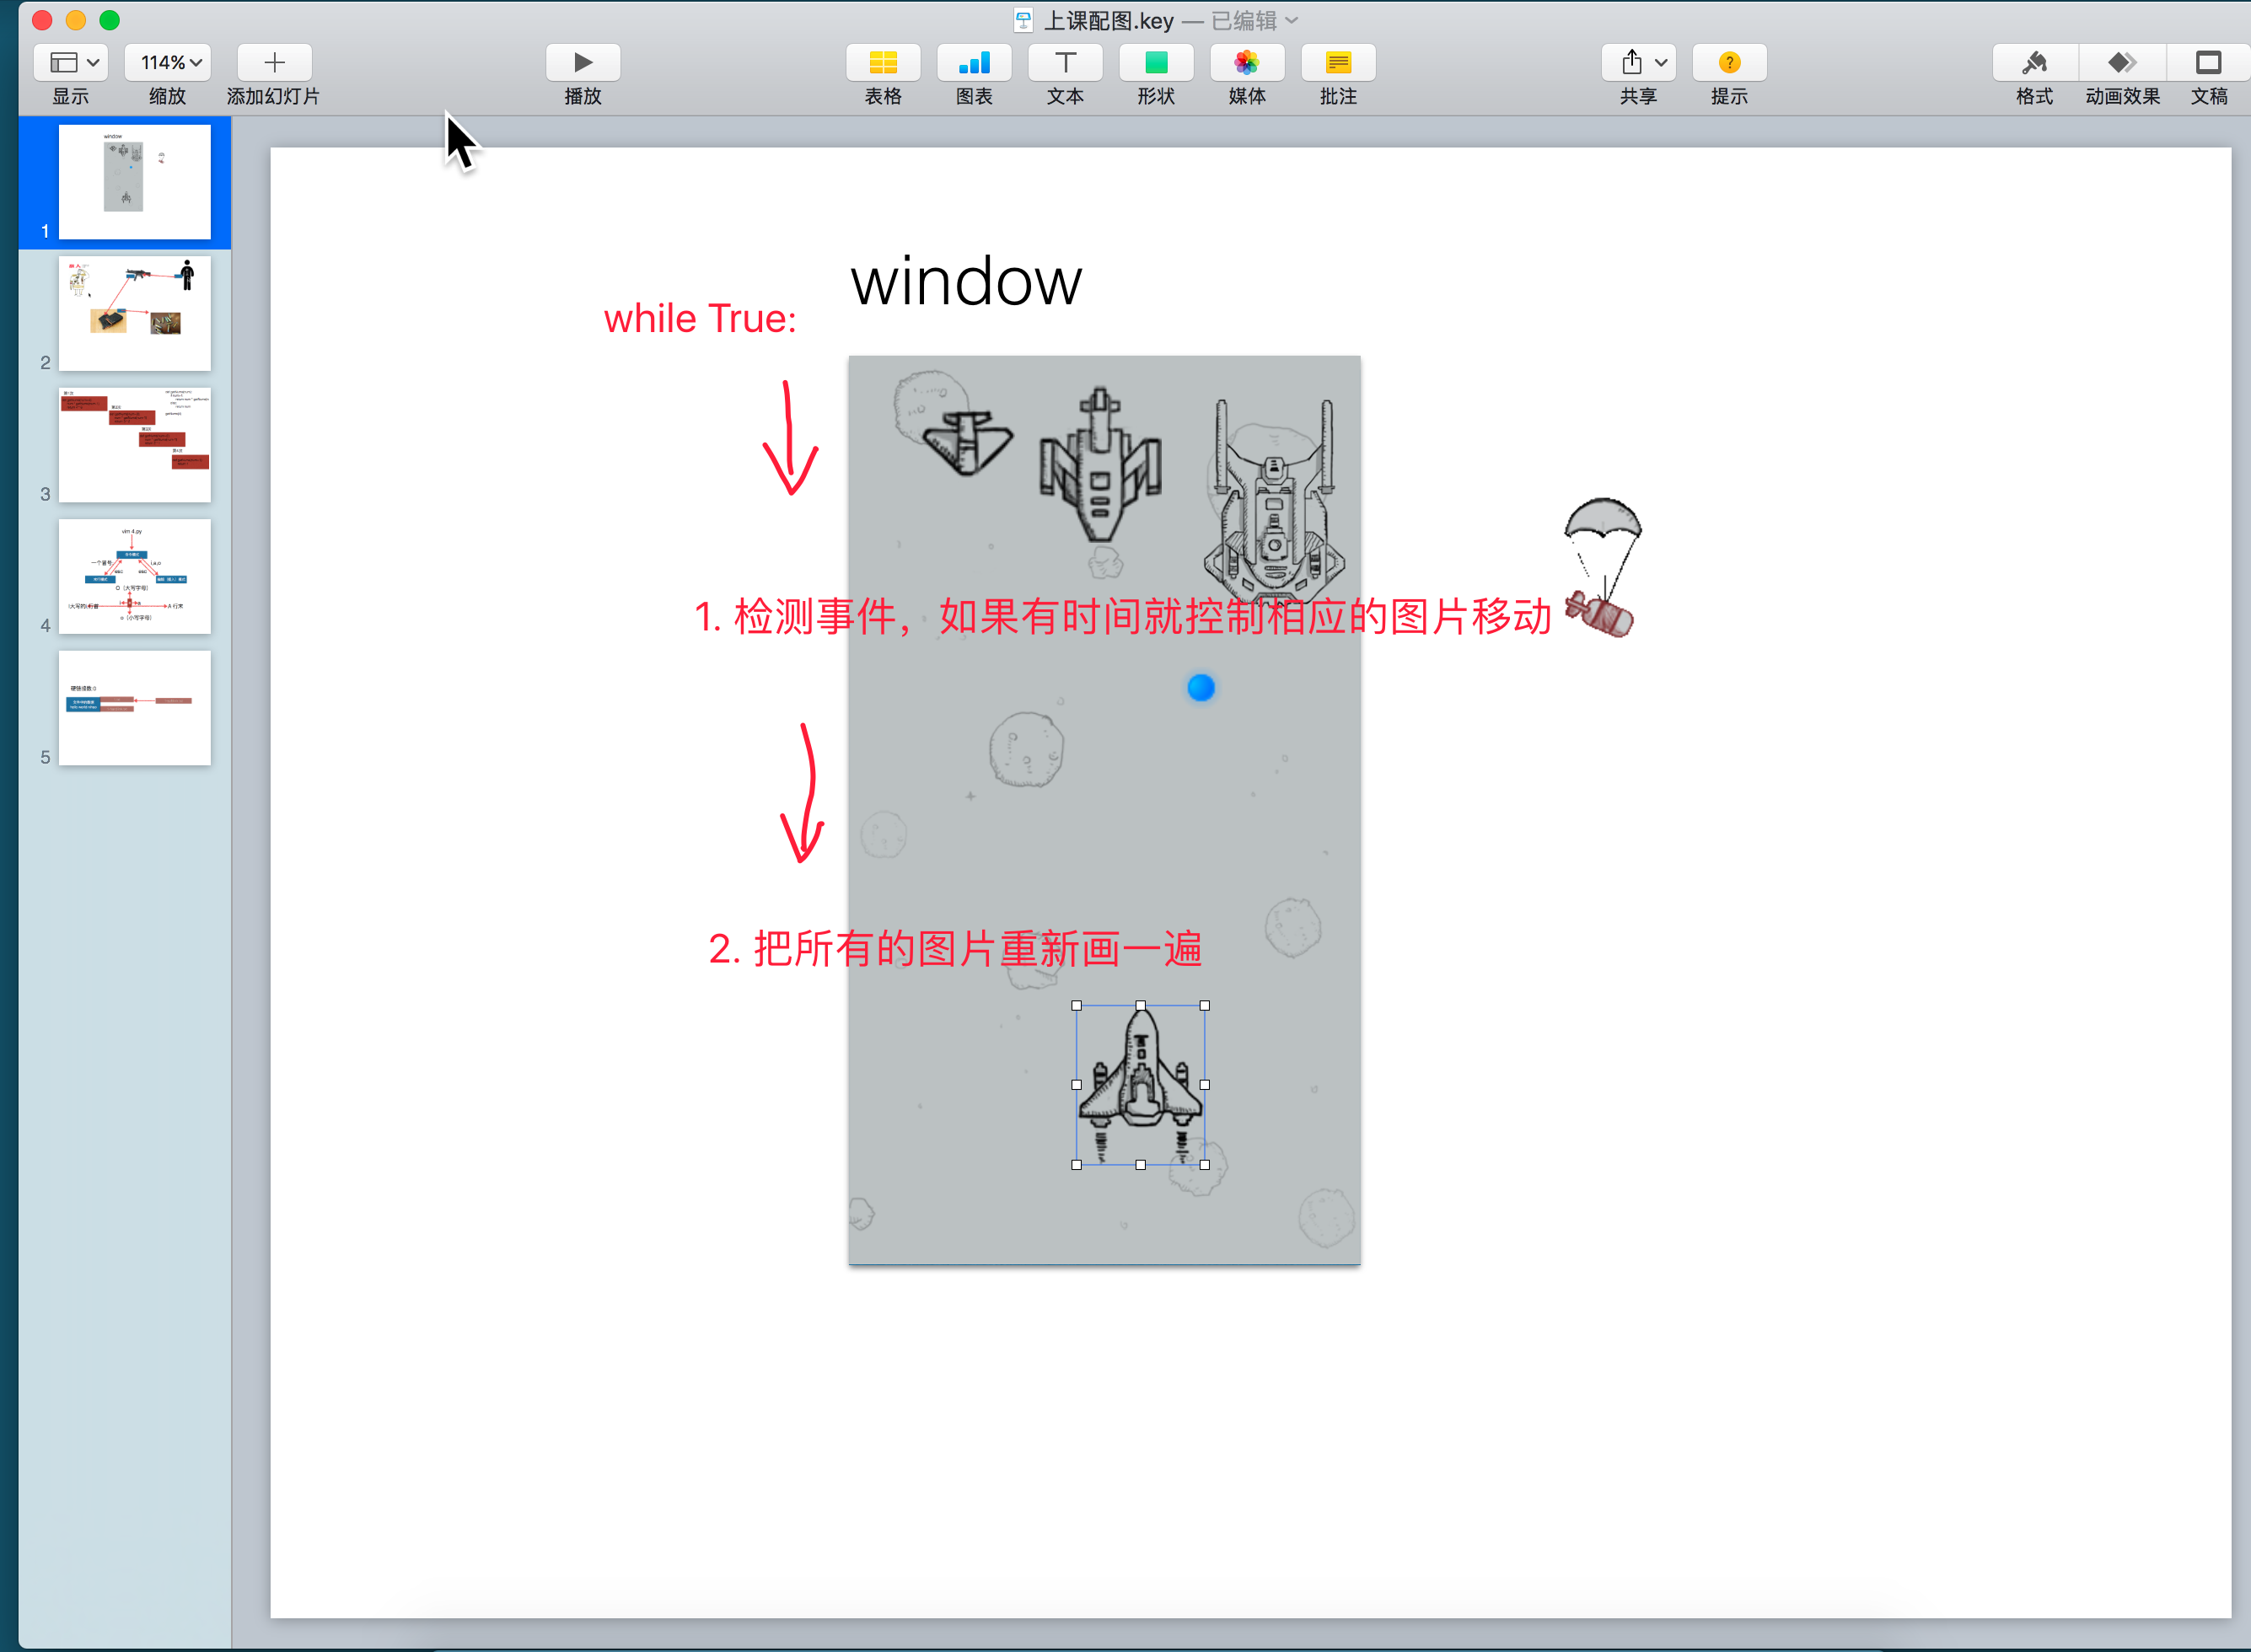 上课配图.key — 已编辑
114%
显示
缩放
添加幻灯片
播放
表格
图表
文本
形状
媒体
批注
共享
提示
格式
动画效果
文稿
window
1
2
3
vim 4.py
4
5
window
while True:
1. 检测事件，如果有时间就控制相应的图片移动
2. 把所有的图片重新画一遍